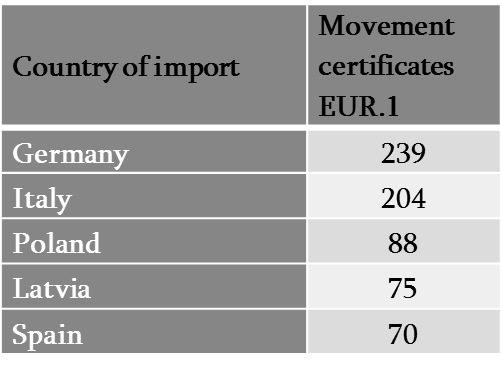 Country of import
Movement
certificates
EUR.1
Germany 239
Italy 204
Poland 88
Latvia 75
Spain 70